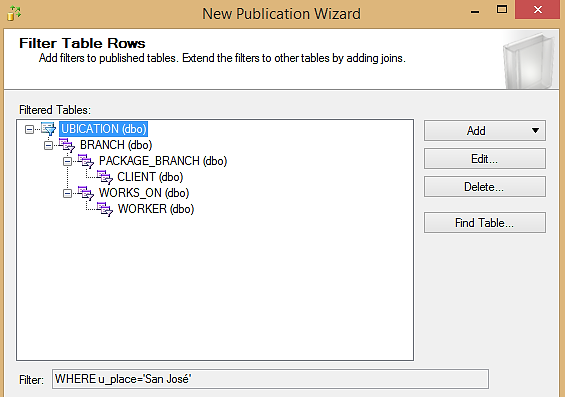 New Publication Wizard
Filter Table Rows
Add filters to published tables. Extend the filters to other tables by adding joins.
Filtered Tables:
UBICATION (dbo)
BRANCH (dbo)
PACKAGE_BRANCH (dbo)
CLIENT (dbo)
WORKS_ON (dbo)
WORKER (dbo)
Add
Edit...
Delete...
Find Table...
Filter: WHERE u_place='San José'